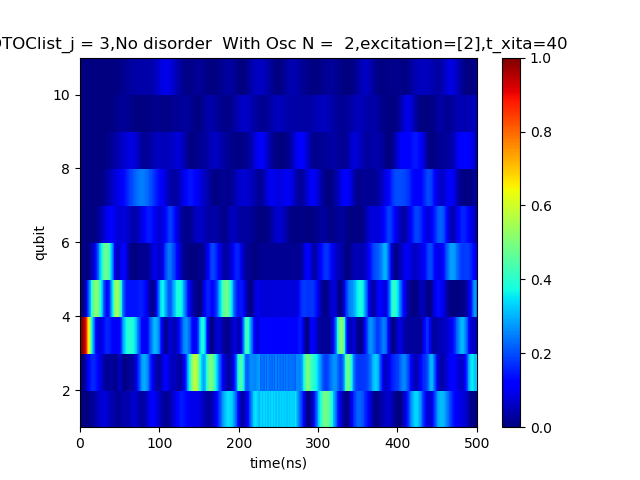 OTOClist_j = 3,No disorder  With Osc N =  2,excitation=[2],t_xita=40
10
8
6
4
2
qubit
0 100 200 300 400 500
time(ns)
1.0
0.8
0.6
0.4
0.2
0.0